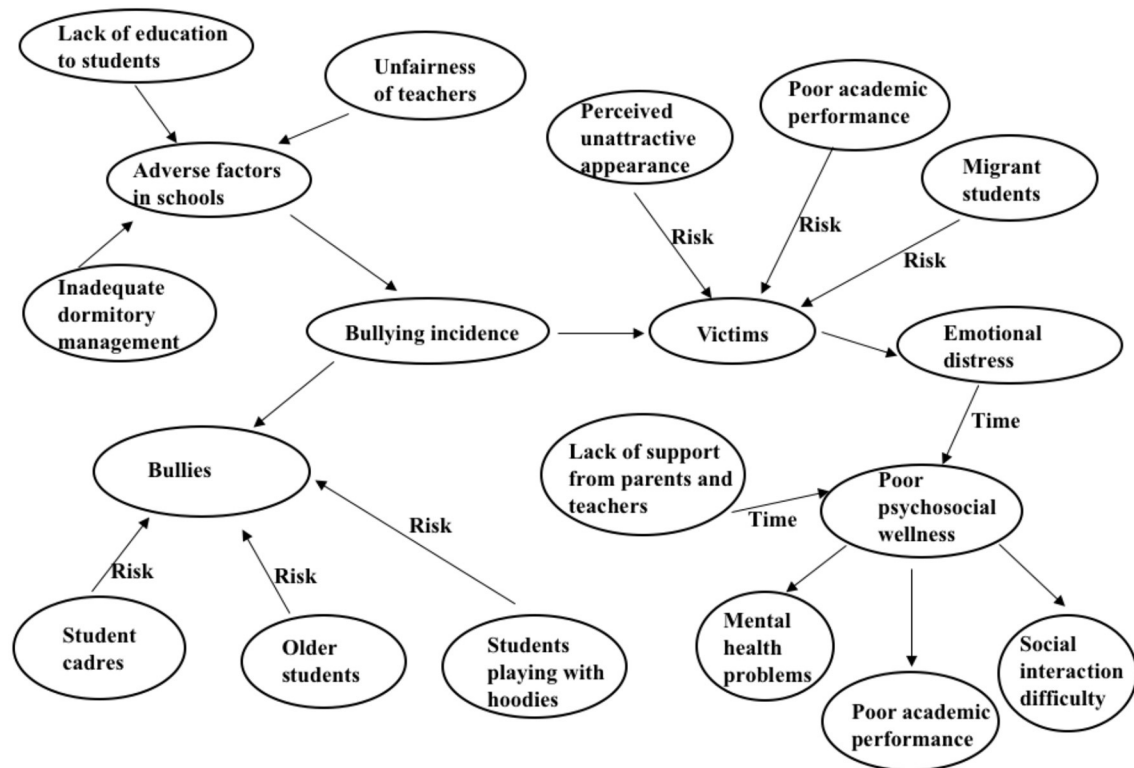 Lack of education
to students
Unfairness
of teachers
Perceived
unattractive
appearance
Poor academic
performance
Migrant
students
Adverse factors
in schools
Risk
Risk
Risk
Inadequate
dormitory
management
Bullying incidence
Victims
Emotional
distress
Time
Bullies
Lack of support
from parents and
teachers
Time
Poor
psychosocial
wellness
Risk
Risk
Risk
Student
cadres
Older
students
Students
playing with
hoodies
Mental
health
problems
Poor academic
performance
Social
interaction
difficulty